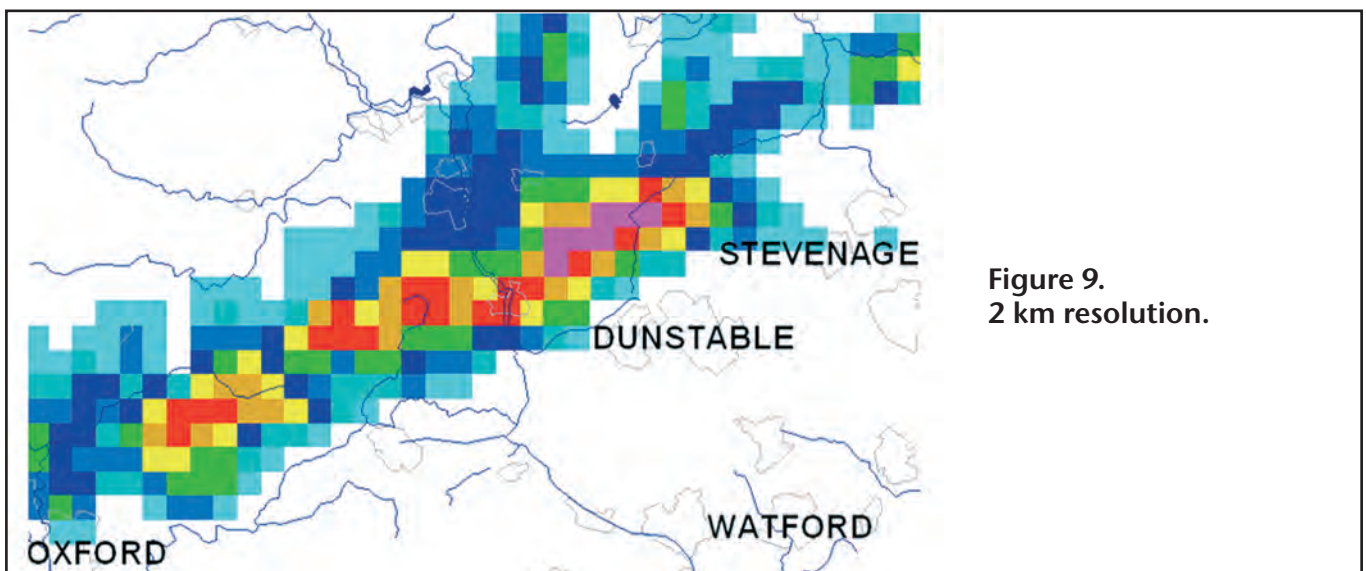 STEVENAGE
DUNSTABLE
WATFORD
OXFORD
Figure 9.
2 km resolution.